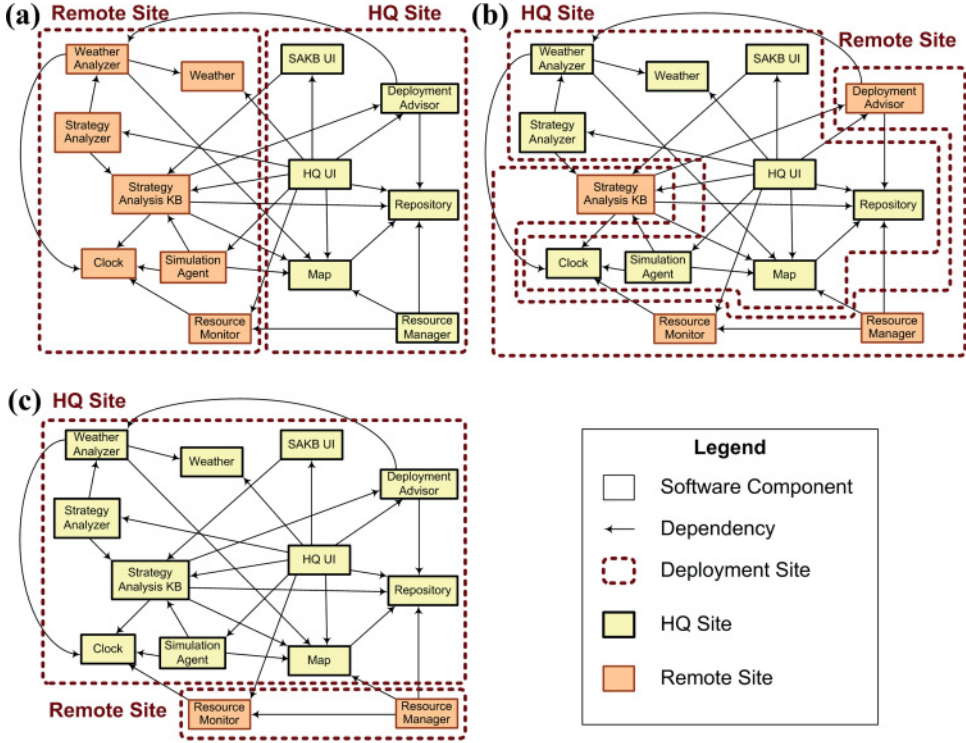 (a)
Remote Site
HQ Site
Weather
Analyzer
Weather
SAKB UI
Deployment
Advisor
Strategy
Analyzer
HQ UI
Strategy
Analysis KB
Repository
Clock
Simulation
Agent
Map
Resource
Monitor
Resource
Manager
(b)
HQ Site
Remote Site
Weather
Analyzer
Weather
SAKB UI
Deployment
Advisor
Strategy
Analyzer
HQ UI
Strategy
Analysis KB
Repository
Clock
Simulation
Agent
Map
Resource
Monitor
Resource
Manager
(c)
HQ Site
Weather
Analyzer
Weather
SAKB UI
Deployment
Advisor
Strategy
Analyzer
HQ UI
Strategy
Analysis KB
Repository
Clock
Simulation
Agent
Map
Remote Site
Resource
Monitor
Resource
Manager
Legend
Software Component
Dependency
Deployment Site
HQ Site
Remote Site